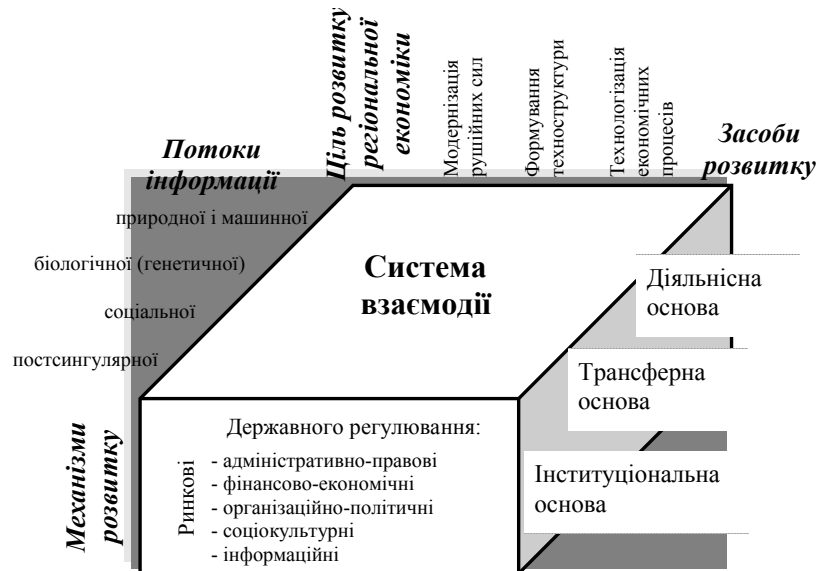 Ціль розвитку
регіональної
економіки
Модернізація
рушійних сил
Формування
техноструктури
Технологізація
економічних
процесів
Засоби
розвитку
Потоки
інформації
природної і машинної
біологічної (генетичної)
соціальної
постсингулярної
Система
взаємодії
Діяльнісна
основа
Трансферна
основа
Інституціональна
основа
Механізми
розвитку
Ринкові
Державного регулювання:
- адміністративно-правові
- фінансово-економічні
- організаційно-політичні
- соціокультурні
- інформаційні